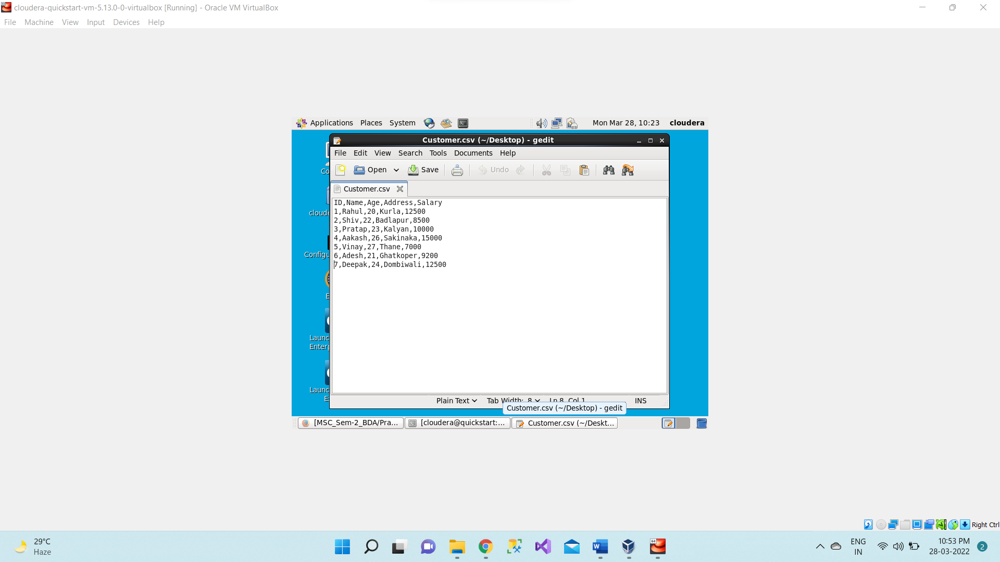 cloudera-quickstart-vm-5.13.0-0-virtualbox [Running] - Oracle VM VirtualBox
File Machine View Input Devices Help
Applications Places System Mon Mar 28, 10:23 cloudera
Customer.csv (~/Desktop) - gedit
File Edit View Search Tools Documents Help
Open Save Undo
Customer.csv
ID,Name,Age,Address,Salary
1,Rahul,20,Kurla,12500
2,Shiv,22,Badlapur,8500
3,Pratap,23,Kalyan,10000
4,Aakash,26,Sakinaka,15000
5,Vinay,27,Thane,7000
6,Adesh,21,Ghatkoper,9200
7,Deepak,24,Dombiwali,12500
Plain Text Tab Width: 8 Ln 8, Col 1 INS
Customer.csv (~/Desktop) - gedit
[MSC_Sem-2_BDA/Pra... [cloudera@quickstart:... Customer.csv (~/Deskt...
Right Ctrl
29°C
Haze
ENG
IN
10:53 PM
28-03-2022
2